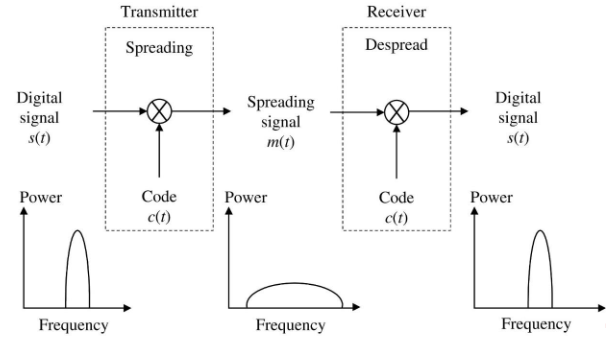 Transmitter
Receiver
Spreading
Despread
Digital
signal
s(t)
Spreading
signal
m(t)
Digital
signal
s(t)
Code
c(t)
Code
c(t)
Power
Power
Power
Frequency
Frequency
Frequency